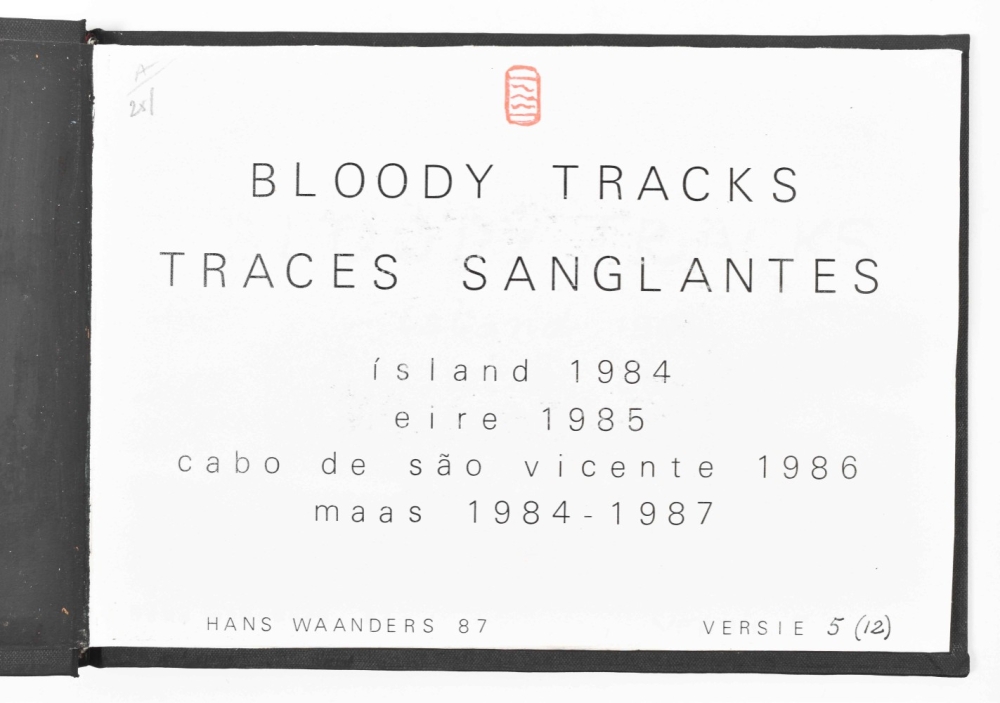 BLOODY TRACKS
TRACES SANGLANTES
ísland 1984
eire 1985
cabo de são vicente 1986
maas 1984-1987
HANS WAANDERS 87
VERSIE 5 (12)